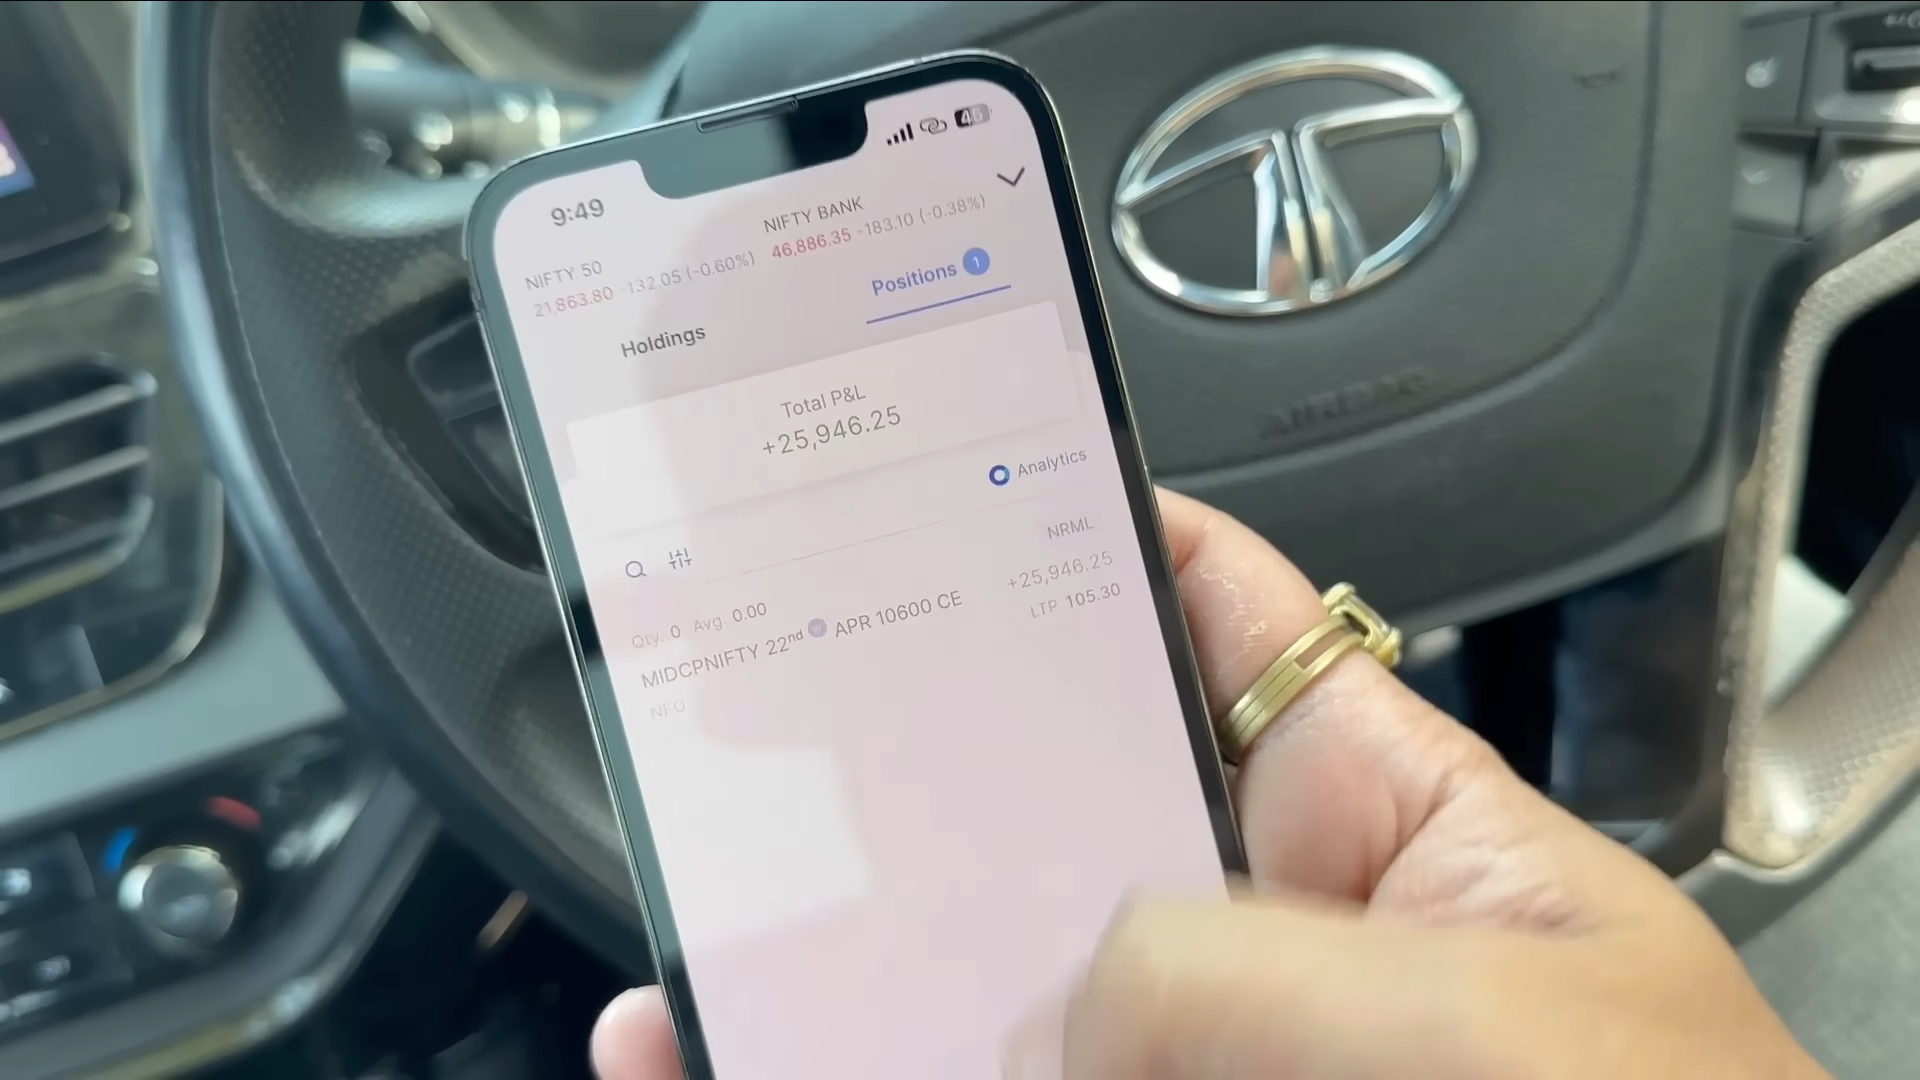 9:49
45
NIFTY 50
21,863.80 -132.05 (-0.60%)
NIFTY BANK
46,886.35 -183.10 (-0.38%)
Holdings
Positions 1
Total P&L
+25,946.25
Analytics
Qty. 0 Avg. 0.00
NRML
MIDCPNIFTY 22nd W APR 10600 CE
+25,946.25
NFO
LTP 105.30
AIRBAG